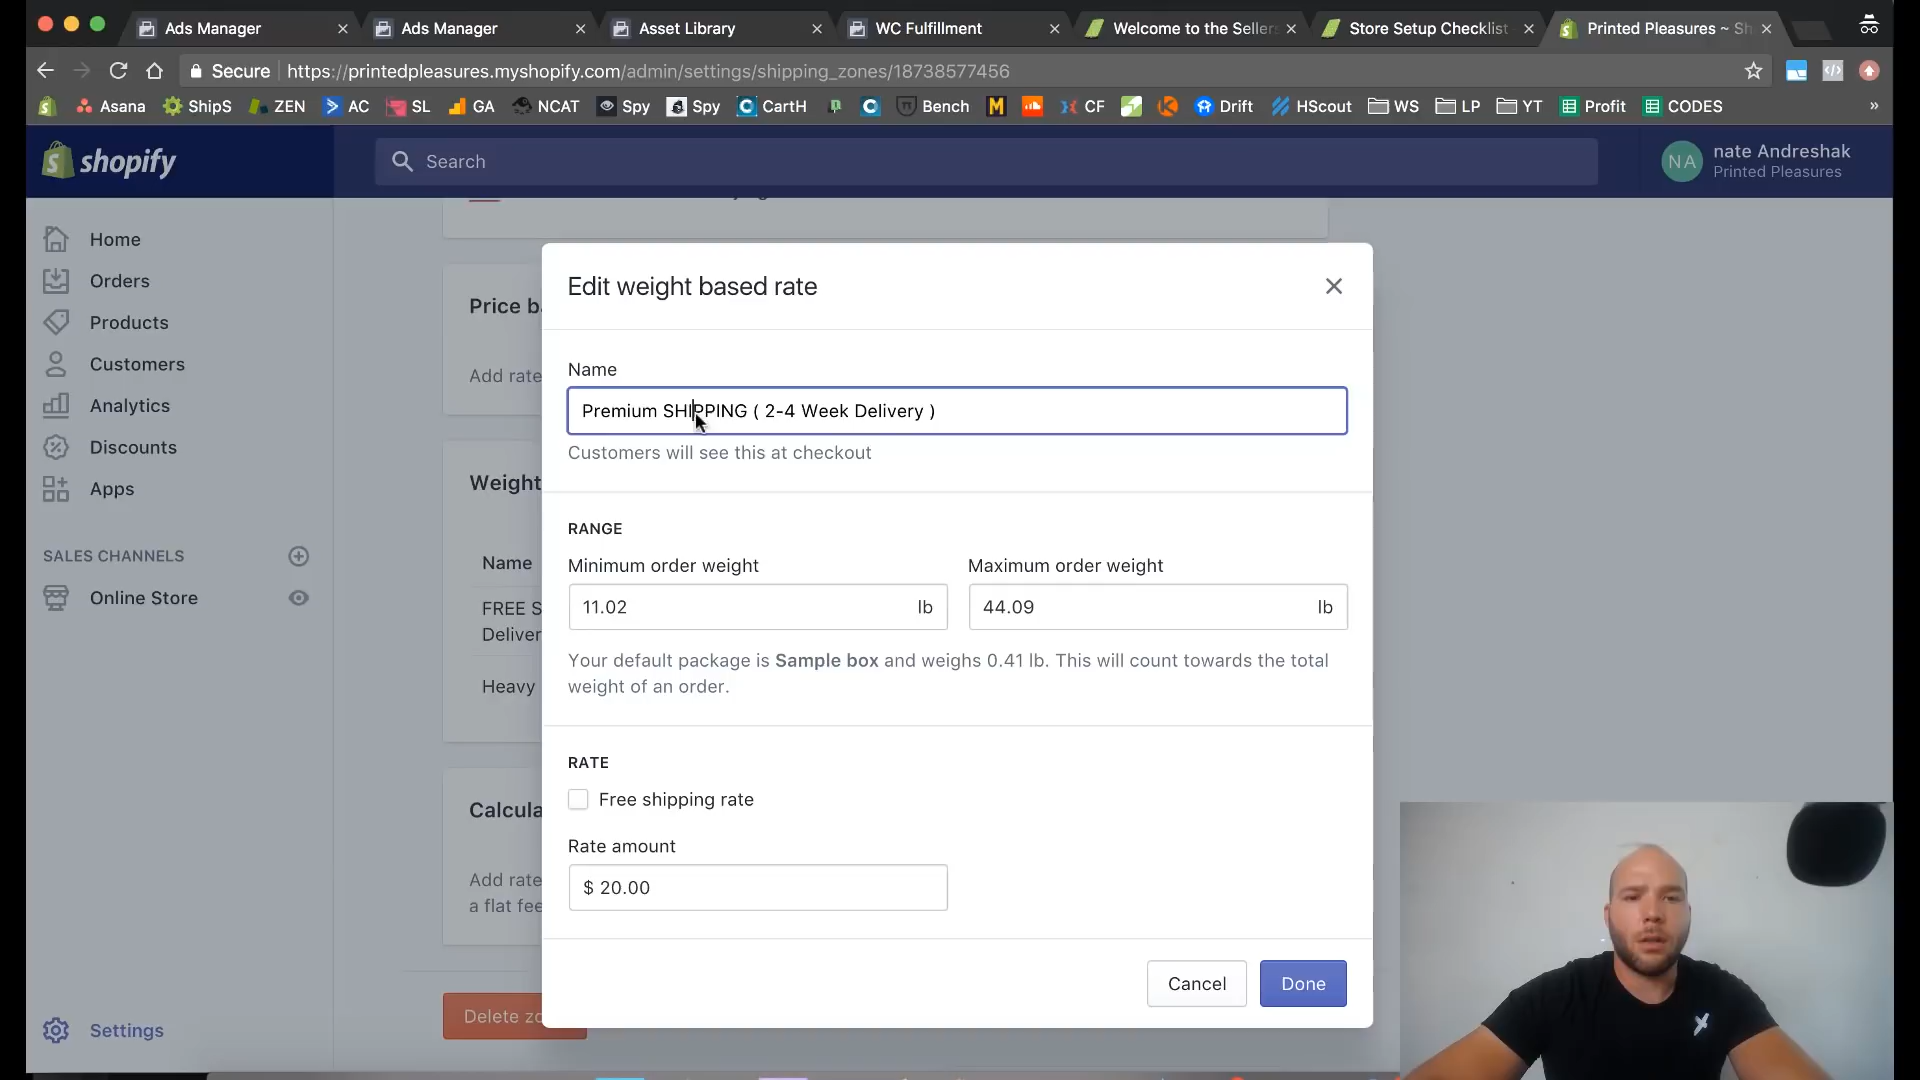 Ads Manager
Ads Manager
Asset Library
WC Fulfillment
Welcome to the Sellers
Store Setup Checklist
Printed Pleasures ~ Sh
Secure
https://printedpleasures.myshopify.com/admin/settings/shipping_zones/18738577456
Asana
ShipS
ZEN
AC
SL
GA
NCAT
Spy
Spy
CartH
Bench
CF
Drift
HScout
WS
LP
YT
Profit
CODES
»
shopify
Search
NA
nate Andreshak
Printed Pleasures
Home
Orders
Products
Customers
Analytics
Discounts
Apps
SALES CHANNELS
Online Store
Settings
Price b
Add rate
Weight
Name
FREE S
Deliver
Heavy
Calcula
Add rate
a flat fee
Delete zo
Edit weight based rate
Name
Premium SHIPPING ( 2-4 Week Delivery )
Customers will see this at checkout
RANGE
Minimum order weight
Maximum order weight
11.02 lb
44.09 lb
Your default package is Sample box and weighs 0.41 lb. This will count towards the total
weight of an order.
RATE
Free shipping rate
Rate amount
$ 20.00
Cancel
Done